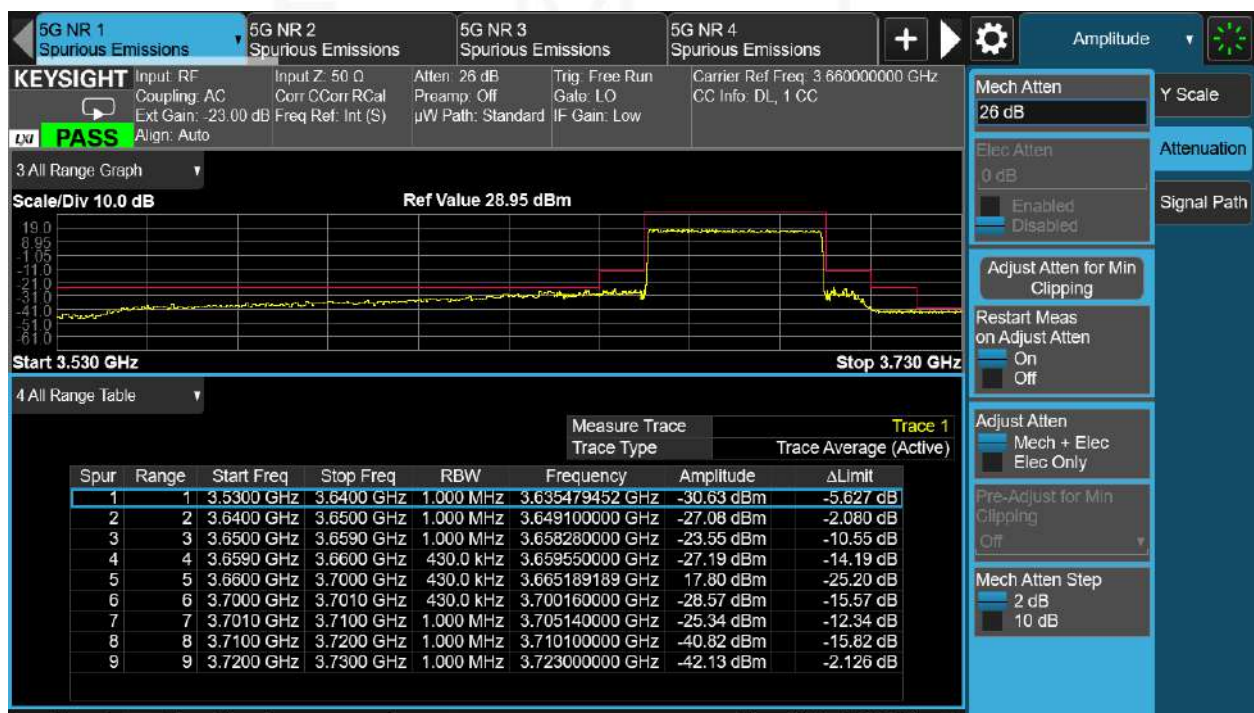 5G NR 1
Spurious Emissions
5G NR 2
Spurious Emissions
5G NR 3
Spurious Emissions
5G NR 4
Spurious Emissions
+
Amplitude
KEYSIGHT
LXI
PASS
Input: RF
Coupling: AC
Ext Gain: -23.00 dB
Align: Auto
Input Z: 50 Ω
Corr CCorr RCal
Freq Ref: Int (S)
Atten: 26 dB
Preamp: Off
µW Path: Standard
Trig: Free Run
Gate: LO
IF Gain: Low
Carrier Ref Freq: 3.660000000 GHz
CC Info: DL, 1 CC
3 All Range Graph
Scale/Div 10.0 dB
Ref Value 28.95 dBm
19.0
8.95
-1.05
-11.0
-21.0
-31.0
-41.0
-51.0
-61.0
Start 3.530 GHz
Stop 3.730 GHz
4 All Range Table
Measure Trace Trace 1
Trace Type Trace Average (Active)
Spur Range Start Freq Stop Freq RBW Frequency Amplitude ΔLimit
1 1 3.5300 GHz 3.6400 GHz 1.000 MHz 3.635479452 GHz -30.63 dBm -5.627 dB
2 2 3.6400 GHz 3.6500 GHz 1.000 MHz 3.649100000 GHz -27.08 dBm -2.080 dB
3 3 3.6500 GHz 3.6590 GHz 1.000 MHz 3.658280000 GHz -23.55 dBm -10.55 dB
4 4 3.6590 GHz 3.6600 GHz 430.0 kHz 3.659550000 GHz -27.19 dBm -14.19 dB
5 5 3.6600 GHz 3.7000 GHz 430.0 kHz 3.665189189 GHz 17.80 dBm -25.20 dB
6 6 3.7000 GHz 3.7010 GHz 430.0 kHz 3.700160000 GHz -28.57 dBm -15.57 dB
7 7 3.7010 GHz 3.7100 GHz 1.000 MHz 3.705140000 GHz -25.34 dBm -12.34 dB
8 8 3.7100 GHz 3.7200 GHz 1.000 MHz 3.710100000 GHz -40.82 dBm -15.82 dB
9 9 3.7200 GHz 3.7300 GHz 1.000 MHz 3.723000000 GHz -42.13 dBm -2.126 dB
Mech Atten
26 dB
Elec Atten
0 dB
Enabled
Disabled
Adjust Atten for Min
Clipping
Restart Meas
on Adjust Atten
On
Off
Adjust Atten
Mech + Elec
Elec Only
Pre-Adjust for Min
Clipping
Off
Mech Atten Step
2 dB
10 dB
Y Scale
Attenuation
Signal Path